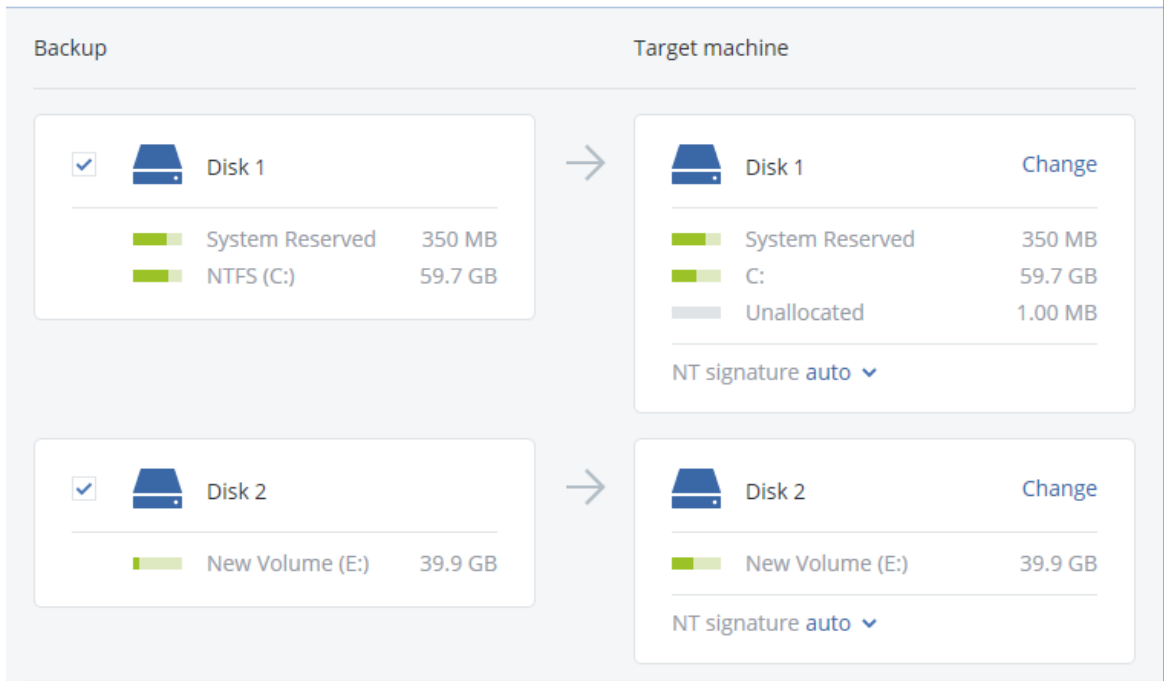 Backup
Target machine
Disk 1
System Reserved 350 MB
NTFS (C:) 59.7 GB
Disk 1 Change
System Reserved 350 MB
C: 59.7 GB
Unallocated 1.00 MB
NT signature auto
Disk 2
New Volume (E:) 39.9 GB
Disk 2 Change
New Volume (E:) 39.9 GB
NT signature auto